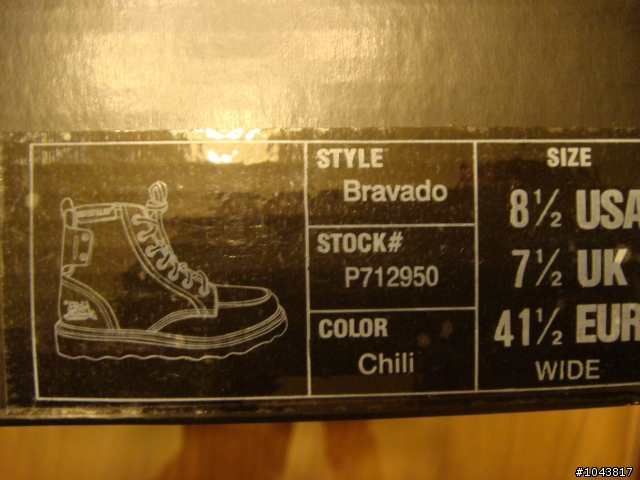 STYLE
Bravado
STOCK#
P712950
COLOR
Chili
SIZE
8½ USA
7½ UK
41½ EUR
WIDE
#1043817